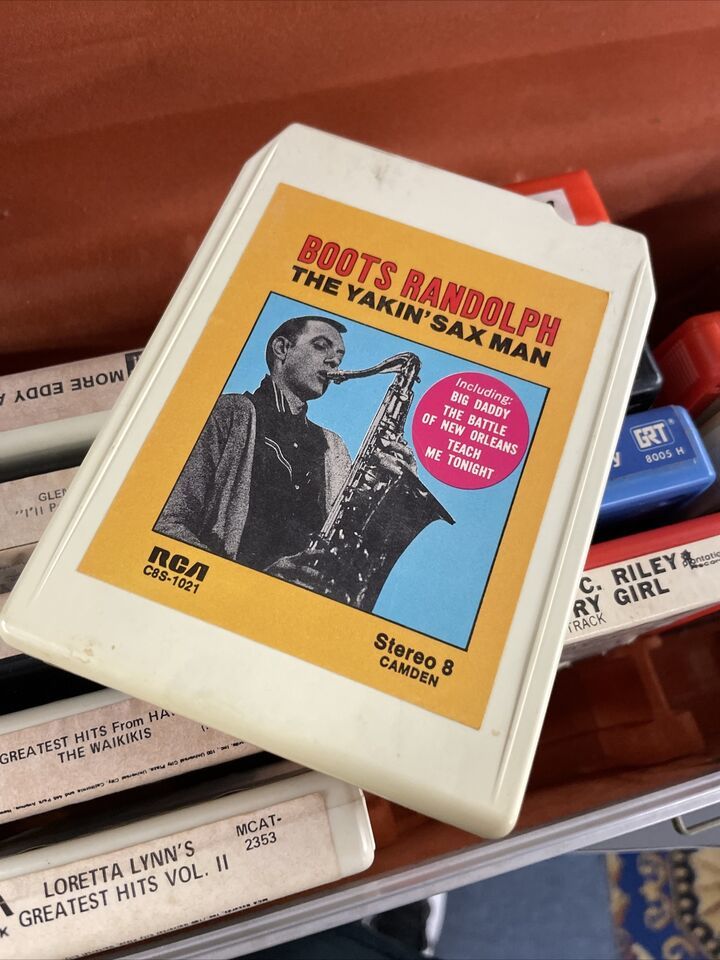 BOOTS RANDOLPH
THE YAKIN' SAX MAN
Including:
BIG DADDY
THE BATTLE
OF NEW ORLEANS
TEACH
ME TONIGHT
RCA
C8S-1021
Stereo 8
CAMDEN
MORE EDDY A
GLEN
GRT
8005 H
C. RILEY
RY GIRL
TRACK
GREATEST HITS From HA
THE WAIKIKIS
LORETTA LYNN'S
GREATEST HITS VOL. II
MCAT-
2353